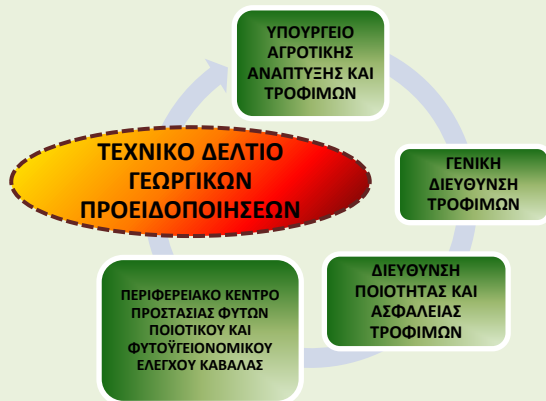 ΥΠΟΥΡΓΕΙΟ
ΑΓΡΟΤΙΚΗΣ
ΑΝΑΠΤΥΞΗΣ ΚΑΙ
ΤΡΟΦΙΜΩΝ
ΓΕΝΙΚΗ
ΔΙΕΥΘΥΝΣΗ
ΤΡΟΦΙΜΩΝ
ΔΙΕΥΘΥΝΣΗ
ΠΟΙΟΤΗΤΑΣ ΚΑΙ
ΑΣΦΑΛΕΙΑΣ
ΤΡΟΦΙΜΩΝ
ΠΕΡΙΦΕΡΕΙΑΚΟ ΚΕΝΤΡΟ
ΠΡΟΣΤΑΣΙΑΣ ΦΥΤΩΝ
ΠΟΙΟΤΙΚΟΥ ΚΑΙ
ΦΥΤΟΫΓΕΙΟΝΟΜΙΚΟΥ
ΕΛΕΓΧΟΥ ΚΑΒΑΛΑΣ
ΤΕΧΝΙΚΟ ΔΕΛΤΙΟ
ΓΕΩΡΓΙΚΩΝ
ΠΡΟΕΙΔΟΠΟΙΗΣΕΩΝ